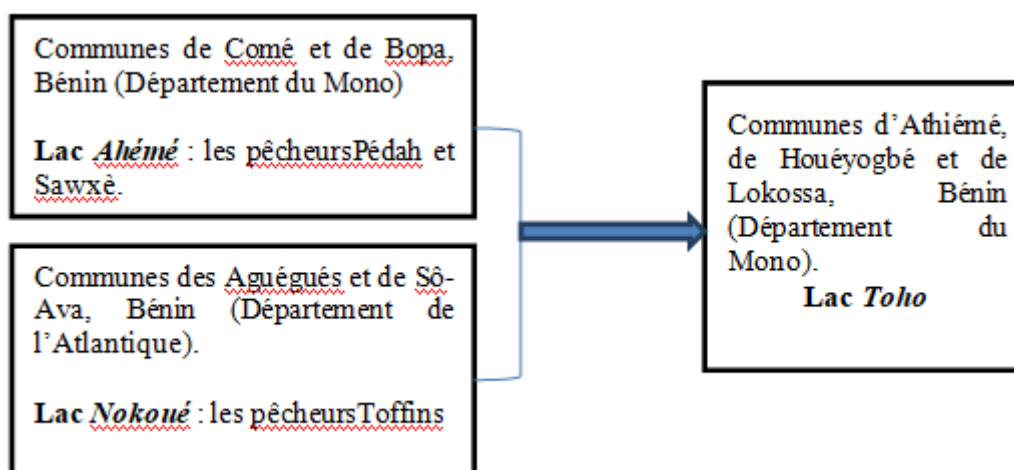 Communes de Comé et de Bopa,
Bénin (Département du Mono)
Lac Ahémé : les pêcheursPédah et
Sawxè.
Communes des Aguégués et de Sô-
Ava, Bénin (Département de
l’Atlantique).
Lac Nokoué : les pêcheursToffins
Communes d’Athiémé,
de Houéyogbé et de
Lokossa, Bénin
(Département du
Mono).
Lac Toho